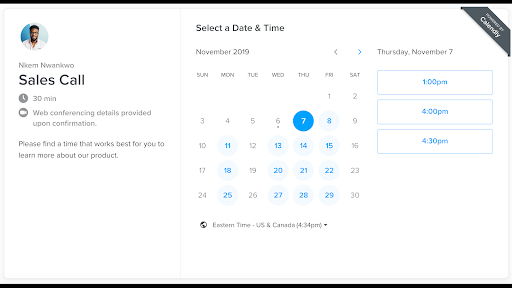 Nkem Nwankwo
Sales Call
30 min
Web conferencing details provided
upon confirmation.
Please find a time that works best for you to
learn more about our product.
Select a Date & Time
November 2019
SUN MON TUE WED THU FRI SAT
1 2
3 4 5 6 7 8 9
10 11 12 13 14 15 16
17 18 19 20 21 22 23
24 25 26 27 28 29 30
Eastern Time - US & Canada (4:34pm)
Thursday, November 7
1:00pm
4:00pm
4:30pm
POWERED BY
Calendly